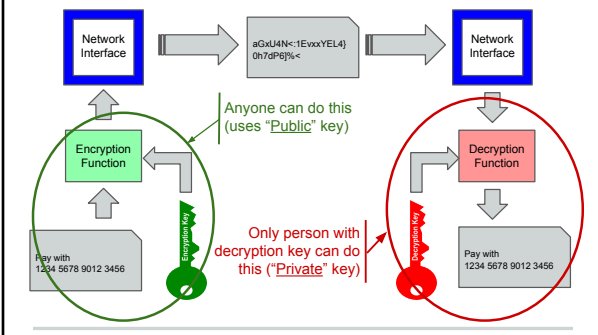 Network
Interface
aGxU4N<:1EvxxYEL4}
0h7dP6]%<
Network
Interface
Anyone can do this
(uses “Public” key)
Encryption
Function
Decryption
Function
Encryption Key
Decryption Key
Only person with
decryption key can do
this (“Private” key)
Pay with
1234 5678 9012 3456
Pay with
1234 5678 9012 3456